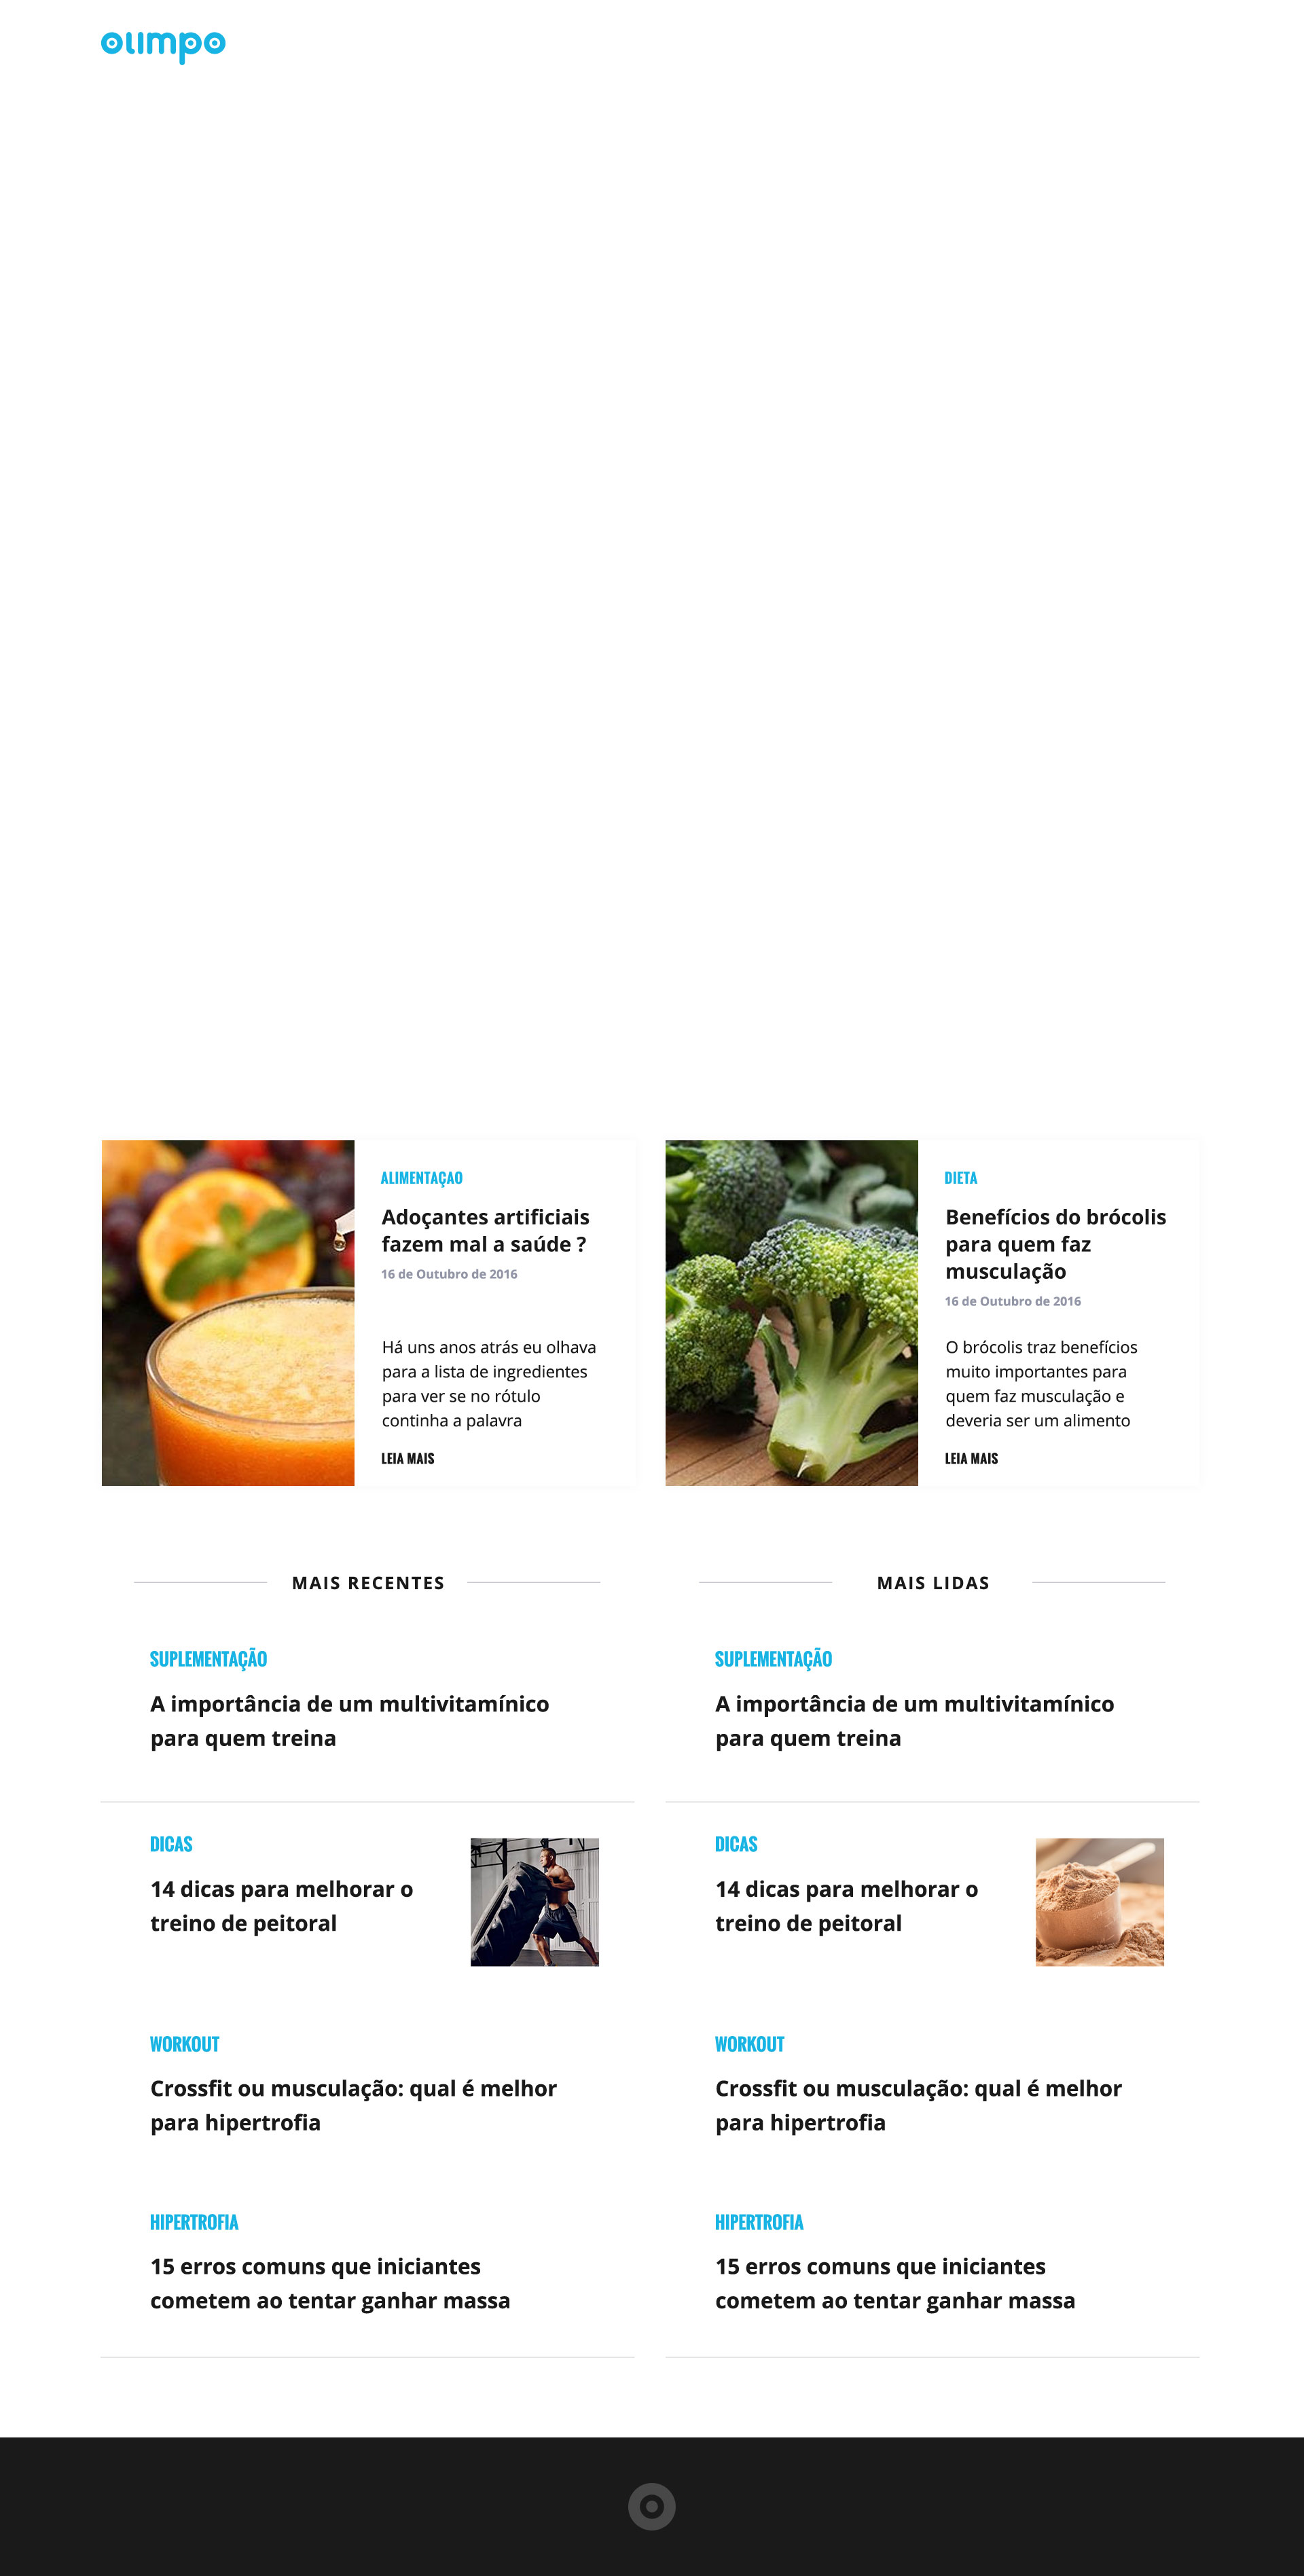 olimpo
ALIMENTAÇAO
Adoçantes artificiais
fazem mal a saúde ?
16 de Outubro de 2016
Há uns anos atrás eu olhava
para a lista de ingredientes
para ver se no rótulo
continha a palavra
LEIA MAIS
DIETA
Benefícios do brócolis
para quem faz
musculação
16 de Outubro de 2016
O brócolis traz benefícios
muito importantes para
quem faz musculação e
deveria ser um alimento
LEIA MAIS
MAIS RECENTES
SUPLEMENTAÇÃO
A importância de um multivitamínico
para quem treina
DICAS
14 dicas para melhorar o
treino de peitoral
WORKOUT
Crossfit ou musculação: qual é melhor
para hipertrofia
HIPERTROFIA
15 erros comuns que iniciantes
cometem ao tentar ganhar massa
MAIS LIDAS
SUPLEMENTAÇÃO
A importância de um multivitamínico
para quem treina
DICAS
14 dicas para melhorar o
treino de peitoral
WORKOUT
Crossfit ou musculação: qual é melhor
para hipertrofia
HIPERTROFIA
15 erros comuns que iniciantes
cometem ao tentar ganhar massa